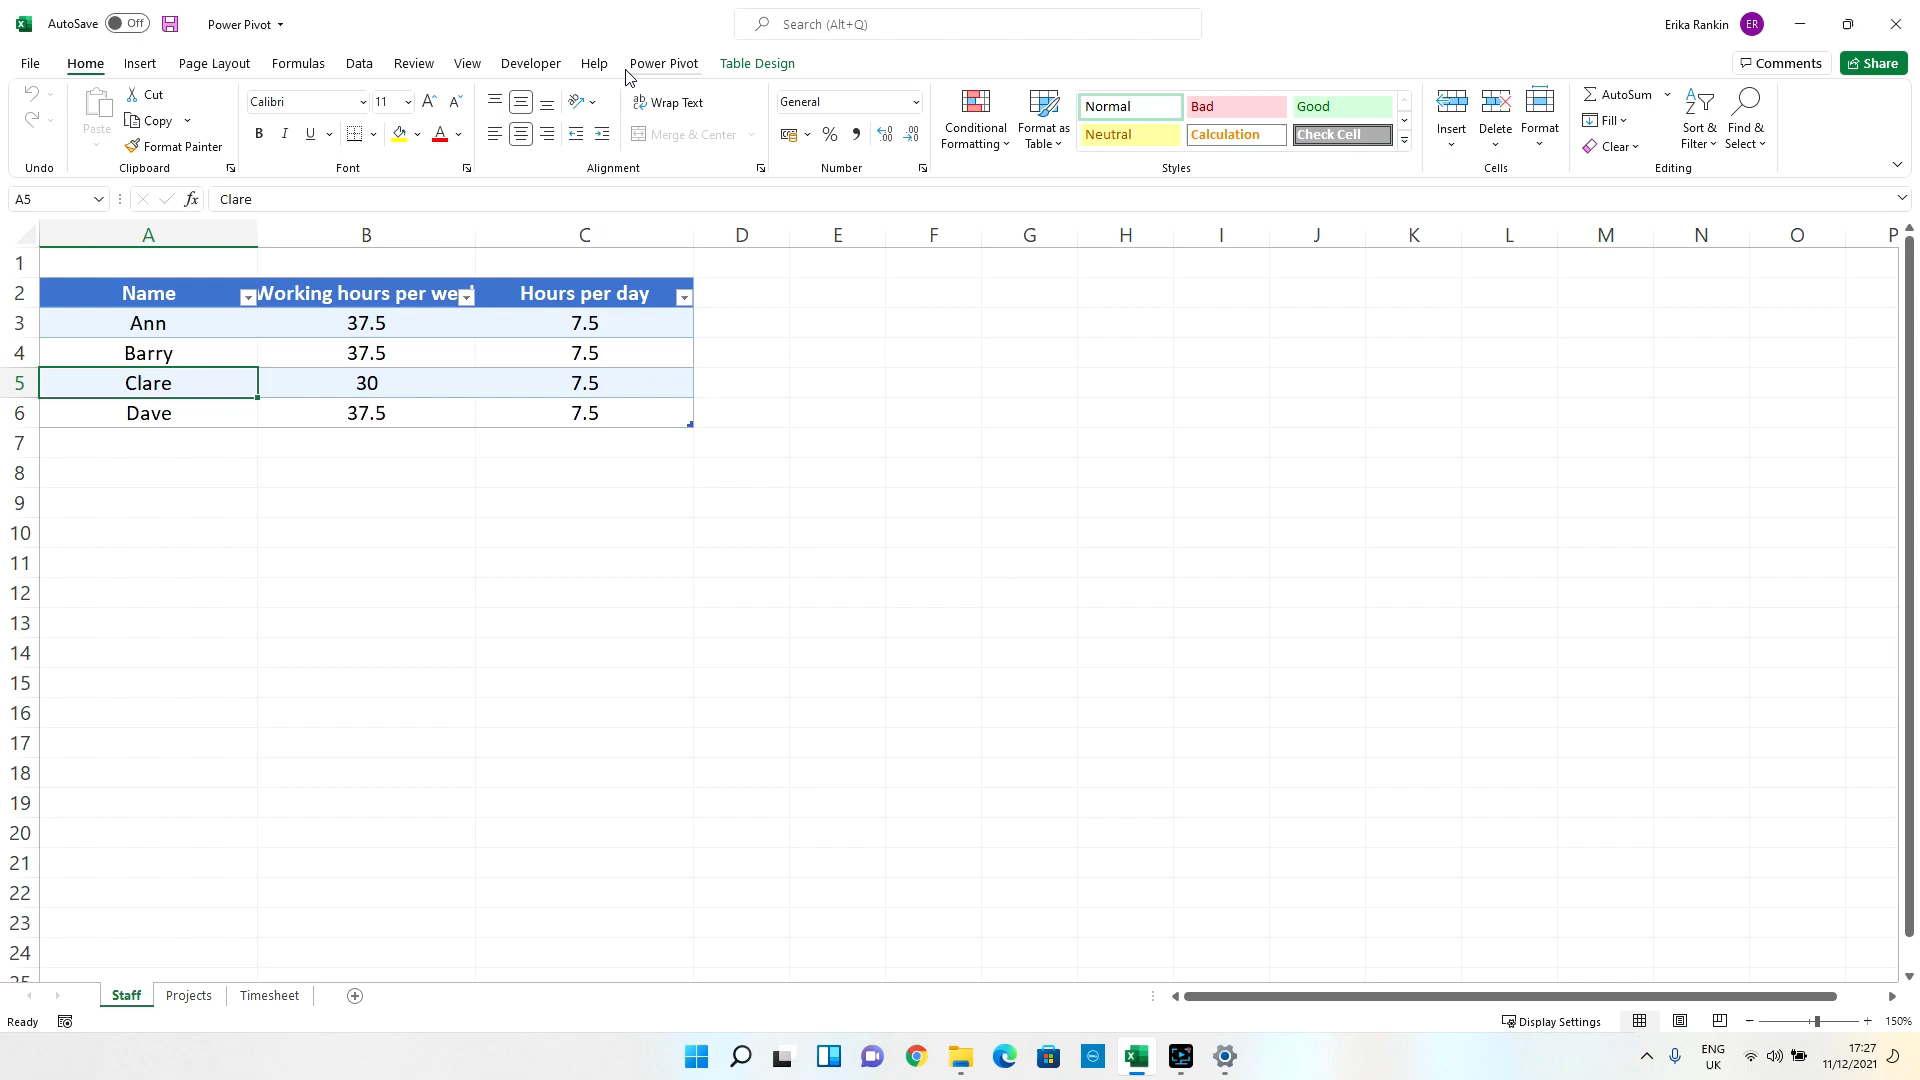 AutoSave Off Power Pivot Search (Alt+Q) Erika Rankin ER
File Home Insert Page Layout Formulas Data Review View Developer Help Power Pivot Table Design Comments Share
Cut Calibri 11 Wrap Text General Normal Bad Good AutoSum
Paste Copy Conditional Formatting Format as Table Insert Delete Format Fill Sort & Filter Find & Select
Format Painter B I U A Merge & Center % Neutral Calculation Check Cell Clear
Undo Clipboard Font Alignment Number Styles Cells Editing
A5 fx Clare
A B C D E F G H I J K L M N O P
1
2 Name Working hours per we Hours per day
3 Ann 37.5 7.5
4 Barry 37.5 7.5
5 Clare 30 7.5
6 Dave 37.5 7.5
7
8
9
10
11
12
13
14
15
16
17
18
19
20
21
22
23
24
25
Staff Projects Timesheet
Ready Display Settings 150%
ENG 17:27
UK 11/12/2021